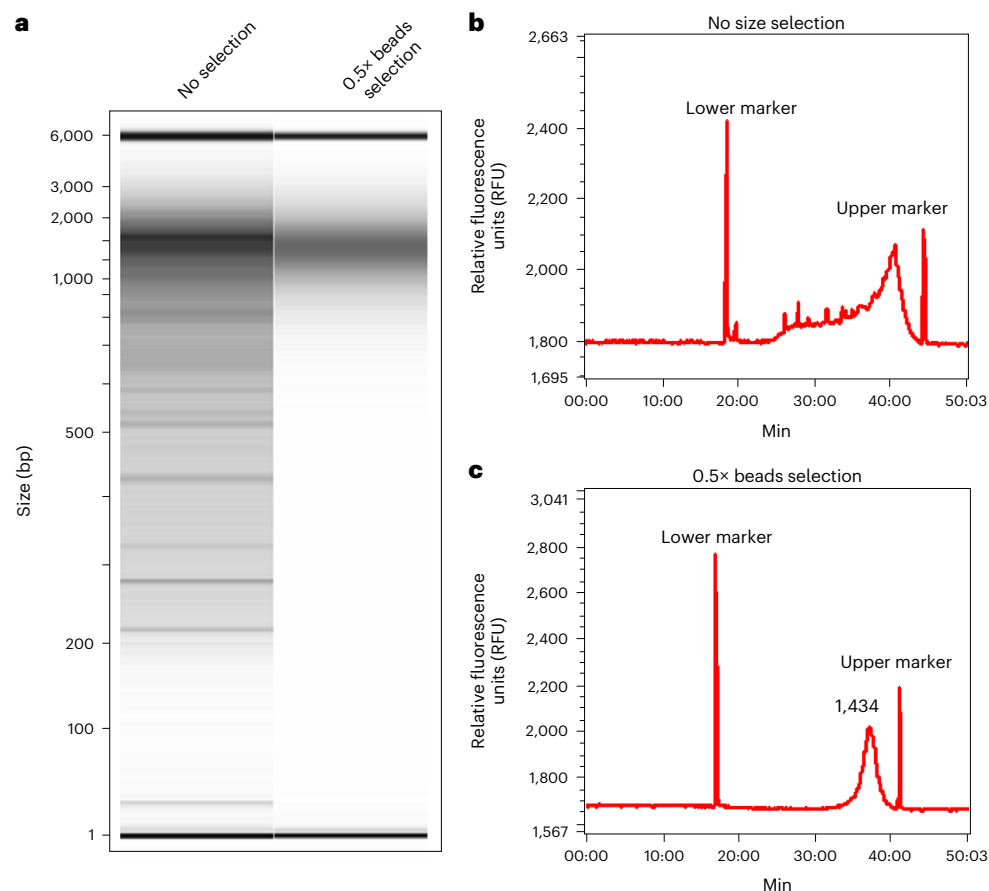 a
No selection
0.5× beads
selection
Size (bp)
6,000
3,000
2,000
1,000
500
200
100
1
b
No size selection
Relative fluorescence
units (RFU)
2,663
2,400
2,200
2,000
1,800
1,695
Lower marker
Upper marker
00:00 10:00 20:00 30:00 40:00 50:03
Min
c
0.5× beads selection
Relative fluorescence
units (RFU)
3,041
2,800
2,600
2,400
2,200
2,000
1,800
1,567
Lower marker
Upper marker
1,434
00:00 10:00 20:00 30:00 40:00 50:03
Min